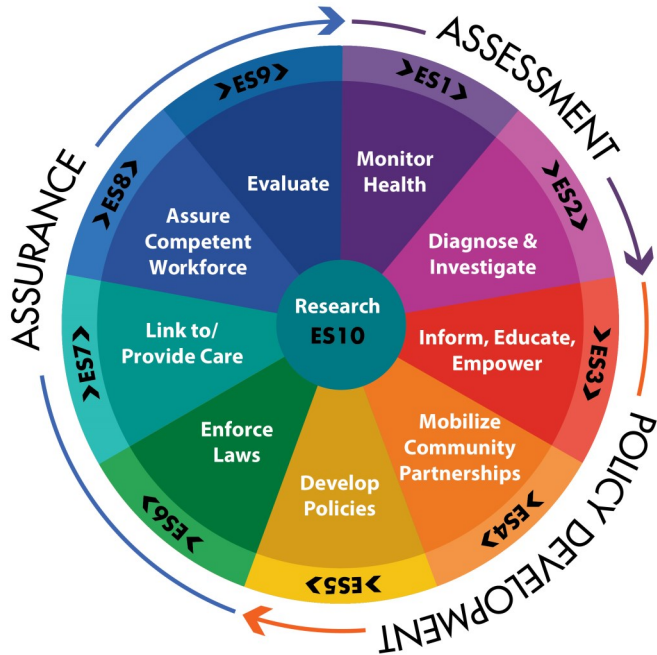 ASSESSMENT
POLICY DEVELOPMENT
ASSURANCE
ES1
Monitor
Health
ES2
Diagnose &
Investigate
ES3
Inform, Educate,
Empower
ES4
Mobilize
Community
Partnerships
ES5
Develop
Policies
ES6
Enforce
Laws
ES7
Link to/
Provide Care
ES8
Assure
Competent
Workforce
ES9
Evaluate
Research
ES10